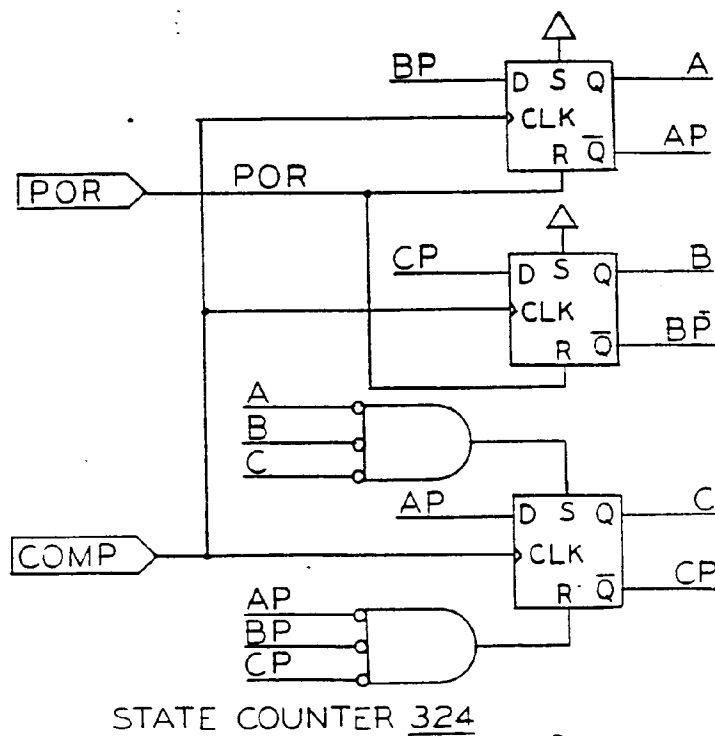 BP
D S Q
A
CLK
R Q̅
AP
POR
POR
CP
D S Q
B
CLK
R Q̅
BP
A
B
C
AP
D S Q
C
COMP
CLK
R Q̅
CP
AP
BP
CP
STATE COUNTER 324